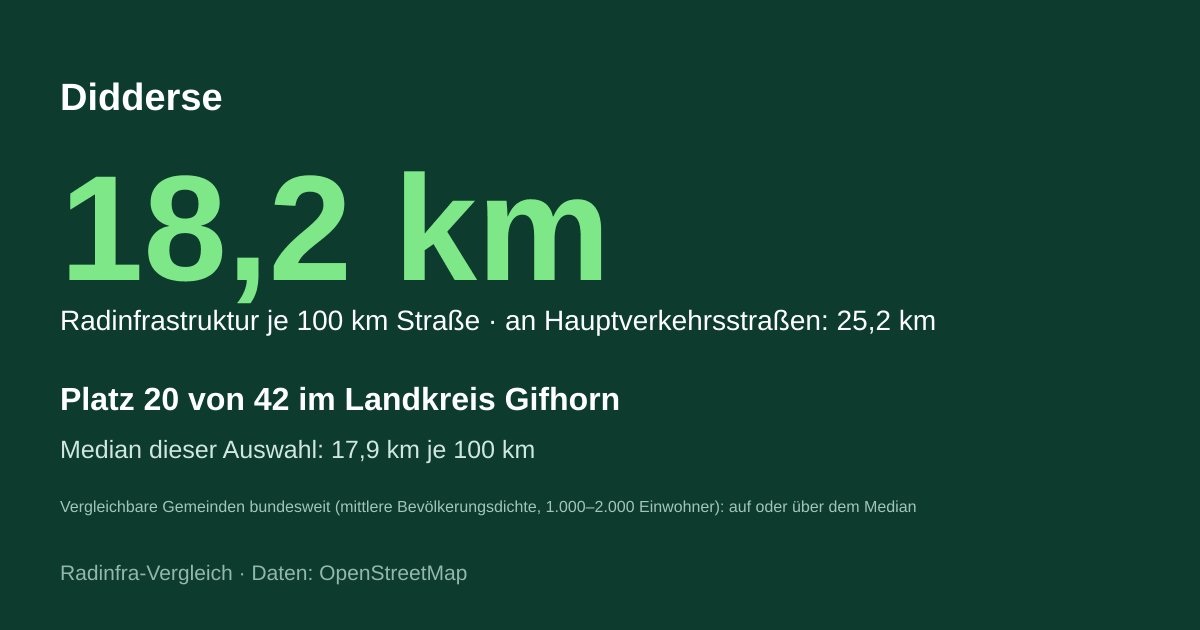 Didderse
18,2 km
Radinfrastruktur je 100 km Straße · an Hauptverkehrsstraßen: 25,2 km
Platz 20 von 42 im Landkreis Gifhorn
Median dieser Auswahl: 17,9 km je 100 km
Vergleichbare Gemeinden bundesweit (mittlere Bevölkerungsdichte, 1.000–2.000 Einwohner): auf oder über dem Median
Radinfra-Vergleich · Daten: OpenStreetMap